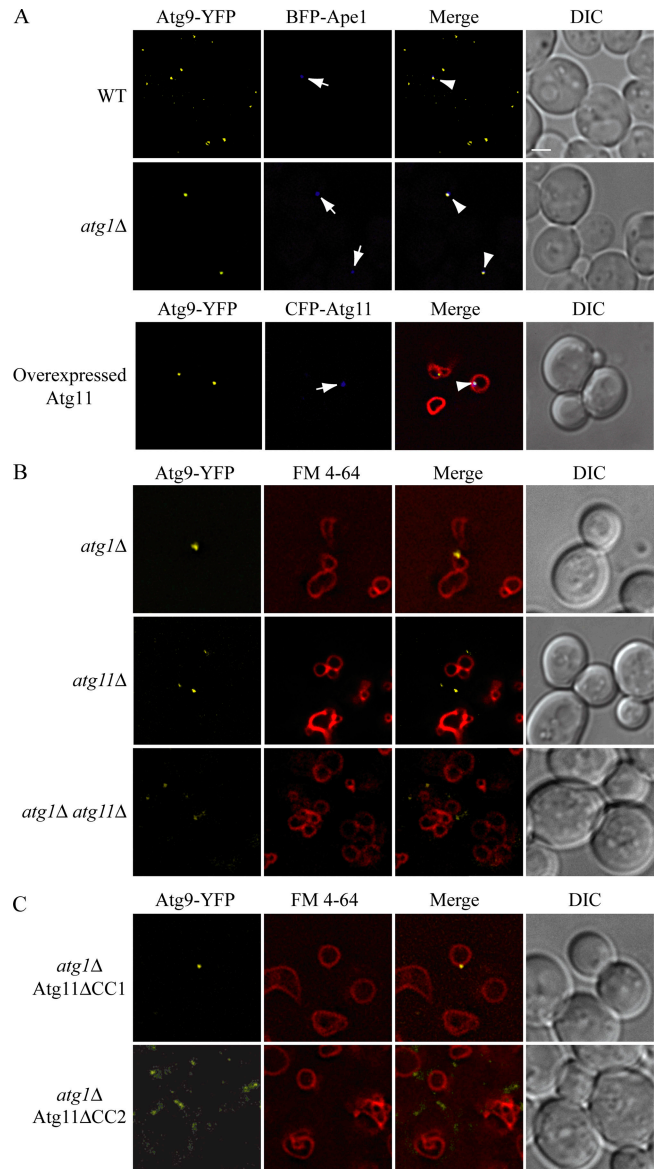 A
Atg9-YFP BFP-Ape1 Merge DIC
WT
atg1Δ
Atg9-YFP CFP-Atg11 Merge DIC
Overexpressed
Atg11
B
Atg9-YFP FM 4-64 Merge DIC
atg1Δ
atg11Δ
atg1Δ atg11Δ
C
Atg9-YFP FM 4-64 Merge DIC
atg1Δ
Atg11ΔCC1
atg1Δ
Atg11ΔCC2